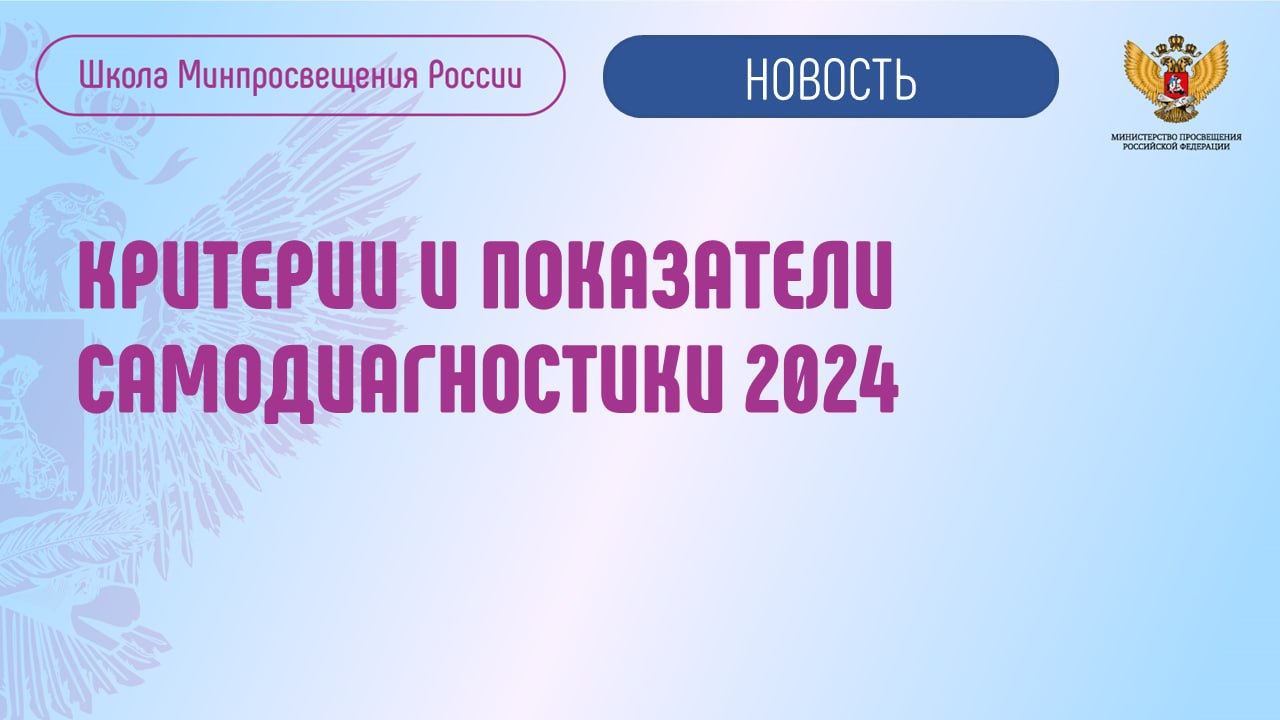 Школа Минпросвещения России
НОВОСТЬ
МИНИСТЕРСТВО ПРОСВЕЩЕНИЯ
РОССИЙСКОЙ ФЕДЕРАЦИИ
КРИТЕРИИ И ПОКАЗАТЕЛИ
САМОДИАГНОСТИКИ 2024